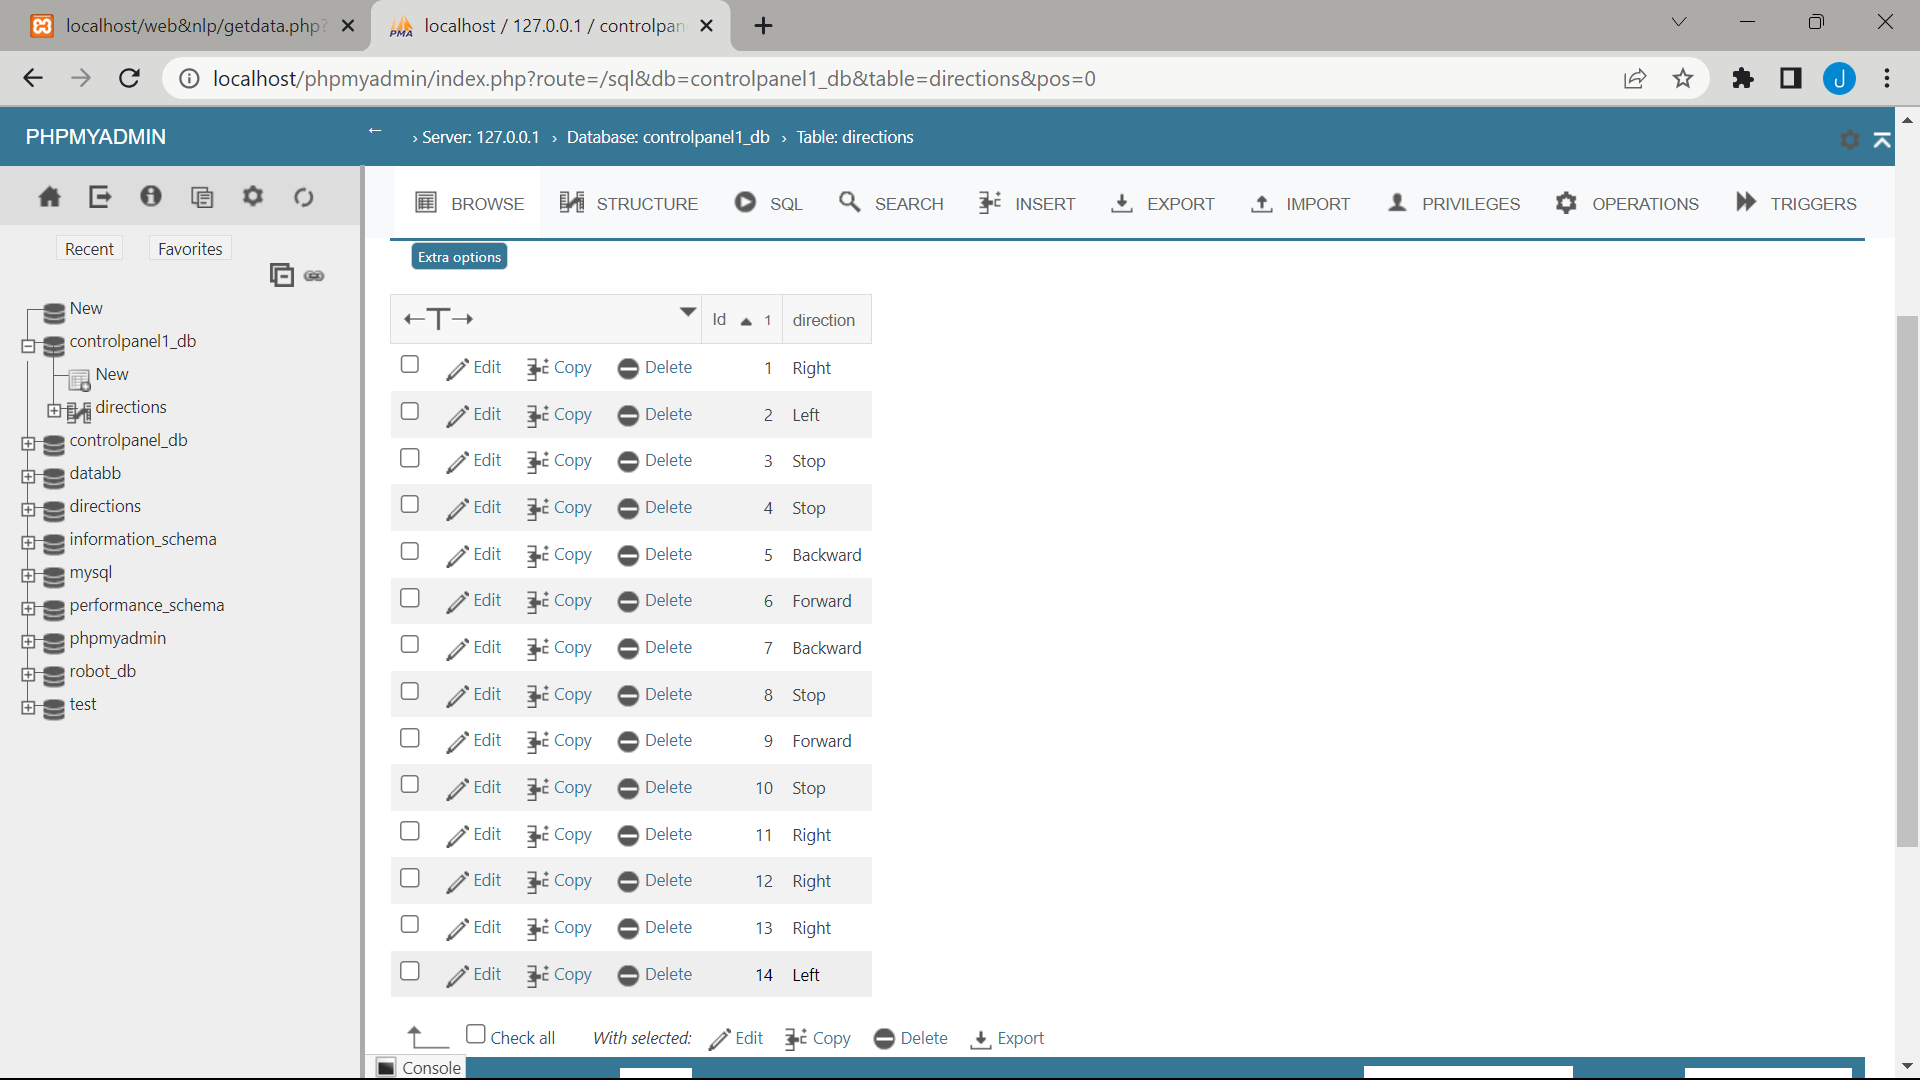 localhost/web&nlp/getdata.php?
localhost / 127.0.0.1 / controlpan
localhost/phpmyadmin/index.php?route=/sql&db=controlpanel1_db&table=directions&pos=0
J
PHPMYADMIN
← › Server: 127.0.0.1 › Database: controlpanel1_db › Table: directions
BROWSE STRUCTURE SQL SEARCH INSERT EXPORT IMPORT PRIVILEGES OPERATIONS TRIGGERS
Recent Favorites
New
controlpanel1_db
New
directions
controlpanel_db
databb
directions
information_schema
mysql
performance_schema
phpmyadmin
robot_db
test
Extra options
←T→ Id 1 direction
Edit Copy Delete 1 Right
Edit Copy Delete 2 Left
Edit Copy Delete 3 Stop
Edit Copy Delete 4 Stop
Edit Copy Delete 5 Backward
Edit Copy Delete 6 Forward
Edit Copy Delete 7 Backward
Edit Copy Delete 8 Stop
Edit Copy Delete 9 Forward
Edit Copy Delete 10 Stop
Edit Copy Delete 11 Right
Edit Copy Delete 12 Right
Edit Copy Delete 13 Right
Edit Copy Delete 14 Left
Check all With selected: Edit Copy Delete Export
Console